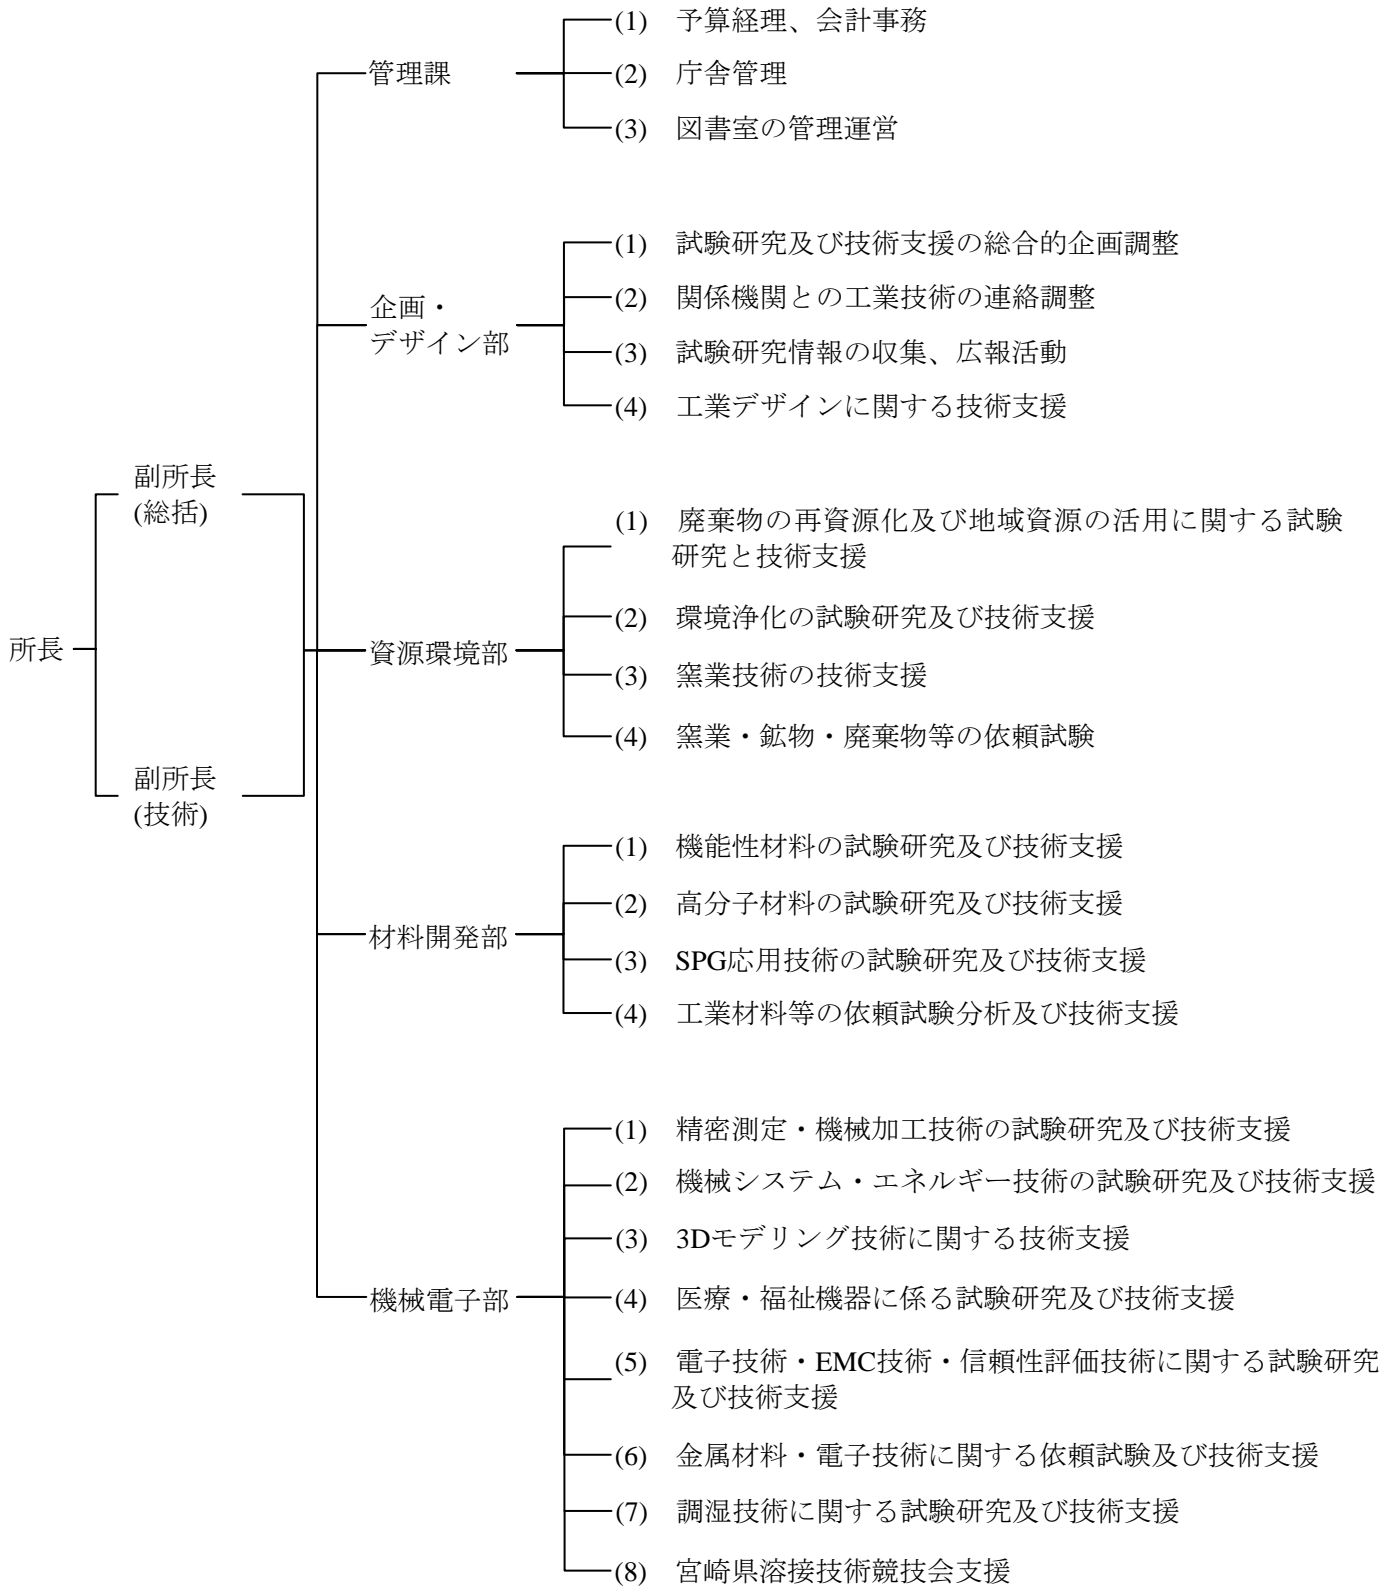 所長
副所長
(総括)
副所長
(技術)
管理課
(1) 予算経理、会計事務
(2) 庁舎管理
(3) 図書室の管理運営
企画・
デザイン部
(1) 試験研究及び技術支援の総合的企画調整
(2) 関係機関との工業技術の連絡調整
(3) 試験研究情報の収集、広報活動
(4) 工業デザインに関する技術支援
資源環境部
(1) 廃棄物の再資源化及び地域資源の活用に関する試験
研究と技術支援
(2) 環境浄化の試験研究及び技術支援
(3) 窯業技術の技術支援
(4) 窯業・鉱物・廃棄物等の依頼試験
材料開発部
(1) 機能性材料の試験研究及び技術支援
(2) 高分子材料の試験研究及び技術支援
(3) SPG応用技術の試験研究及び技術支援
(4) 工業材料等の依頼試験分析及び技術支援
機械電子部
(1) 精密測定・機械加工技術の試験研究及び技術支援
(2) 機械システム・エネルギー技術の試験研究及び技術支援
(3) 3Dモデリング技術に関する技術支援
(4) 医療・福祉機器に係る試験研究及び技術支援
(5) 電子技術・EMC技術・信頼性評価技術に関する試験研究
及び技術支援
(6) 金属材料・電子技術に関する依頼試験及び技術支援
(7) 調湿技術に関する試験研究及び技術支援
(8) 宮崎県溶接技術競技会支援